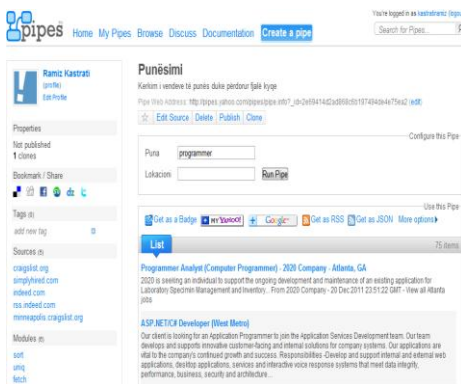 You're logged in as kastratiramiz
pipes Home My Pipes Browse Discuss Documentation Create a pipe
Search for Pipes...
Ramiz Kastrati
(profile)
Edit Profile
Properties
Not published
1 clones
Bookmark / Share
Tags (0)
add new tag
Sources (5)
craigslist.org
simplyhired.com
indeed.com
rss.indeed.com
minneapolis.craigslist.org
Modules (5)
sort
uniq
fetch
Punësimi
Kerkim i vendeve të punës duke përdorur fjalë kyqe
Pipe Web Address: (edit)
Edit Source Delete Publish Clone
Configure this Pipe
Puna programmer
Lokacion Run Pipe
Use this Pipe
Get as a Badge MY YAHOO! Google Get as RSS Get as JSON More options
List 75 items
Programmer Analyst (Computer Programmer) - 2020 Company - Atlanta, GA
2020 is seeking an individual to support the ongoing development and maintenance of an existing application for
Laboratory Specimen Management and Inventory.. From 2020 Company - 20 Dec 2011 23:51:22 GMT - View all Atlanta
jobs
ASP.NET/C# Developer (West Metro)
Our client is looking for an Application Programmer to join the Application Services Development team. Our team
develops and supports innovative customer-facing and internal solutions for company systems. Our applications are
vital to the company's continued growth and success. Responsibilities -Develop and support internal and external web
applications, desktop applications, services and interactive voice response systems that meet data integrity,
performance, business, security and architecture...